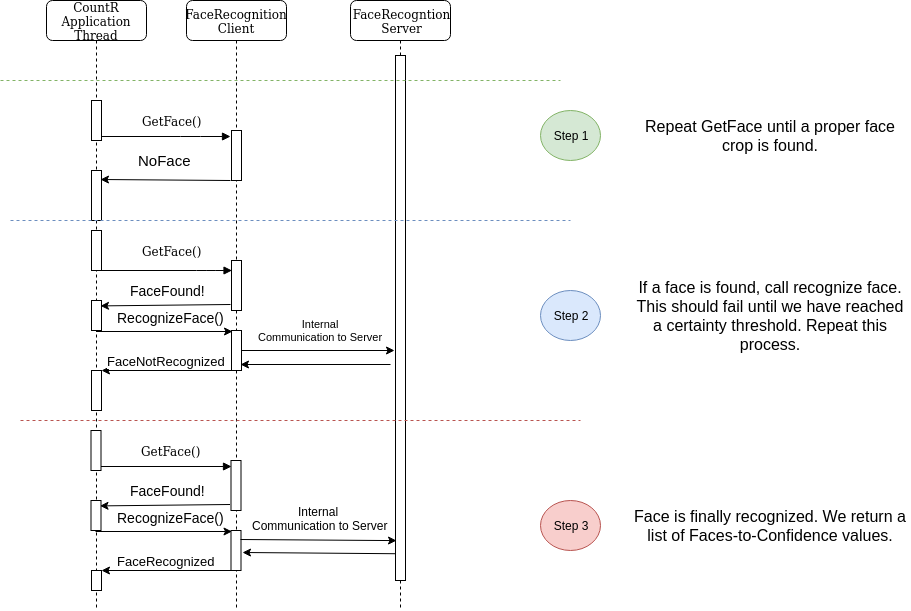 CountR
Application
Thread
FaceRecognition
Client
FaceRecogntion
Server
GetFace()
NoFace
Step 1
Repeat GetFace until a proper face
crop is found.
GetFace()
FaceFound!
RecognizeFace()
Internal
Communication to Server
FaceNotRecognized
Step 2
If a face is found, call recognize face.
This should fail until we have reached
a certainty threshold. Repeat this
process.
GetFace()
FaceFound!
RecognizeFace()
Internal
Communication to Server
FaceRecognized
Step 3
Face is finally recognized. We return a
list of Faces-to-Confidence values.